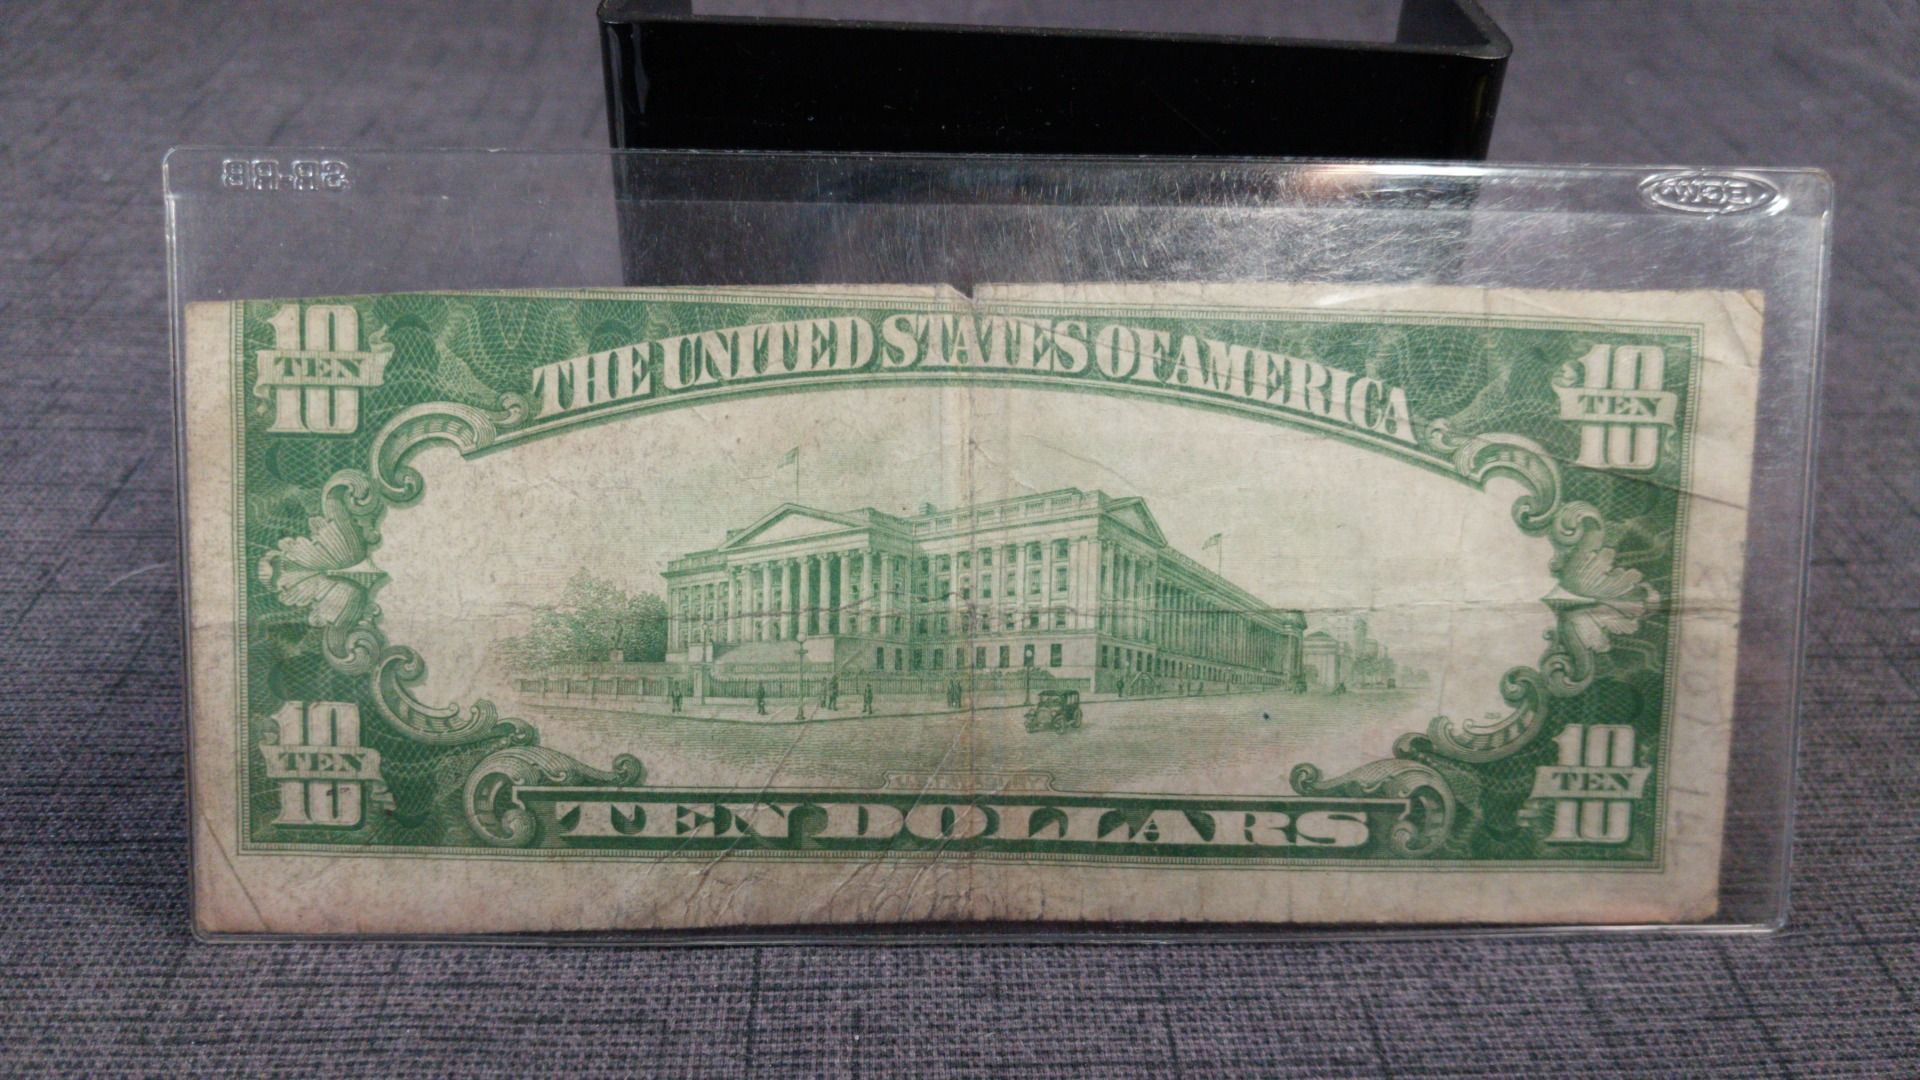 10
TEN
10
THE UNITED STATES OF AMERICA
10
TEN
10
10
TEN
10
TEN DOLLARS
10
TEN
10